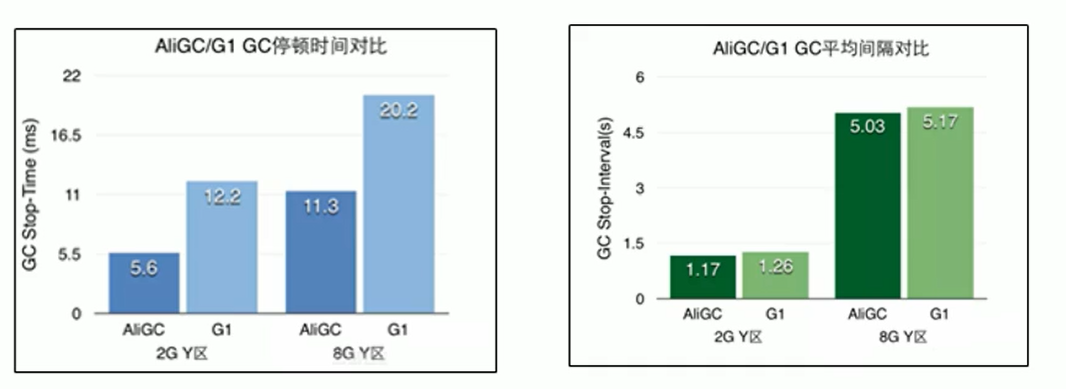 AliGC/G1 GC停顿时间对比
GC Stop-Time (ms)
22
16.5
11
5.5
0
5.6
12.2
11.3
20.2
AliGC G1 AliGC G1
2G Y区 8G Y区
AliGC/G1 GC平均间隔对比
GC Stop-Interval(s)
6
4.5
3
1.5
0
1.17
1.26
5.03
5.17
AliGC G1 AliGC G1
2G Y区 8G Y区